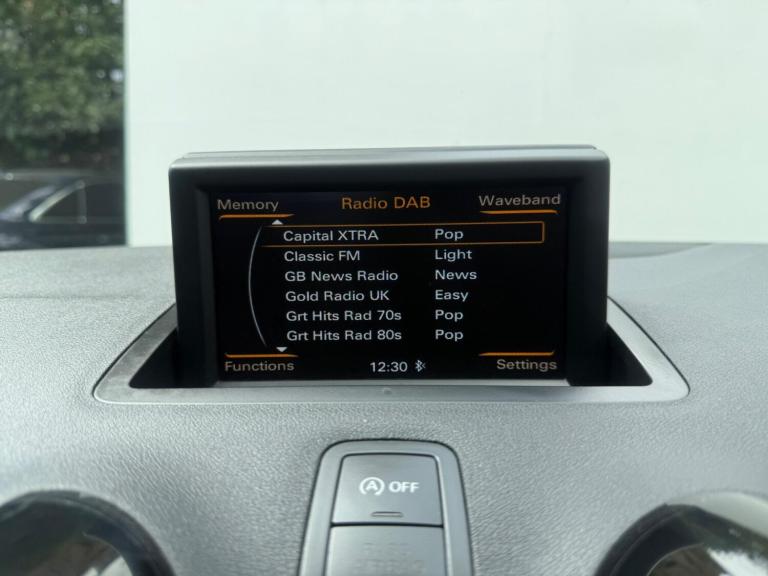 Memory Radio DAB Waveband
Capital XTRA Pop
Classic FM Light
GB News Radio News
Gold Radio UK Easy
Grt Hits Rad 70s Pop
Grt Hits Rad 80s Pop
Functions 12:30 Settings
A OFF